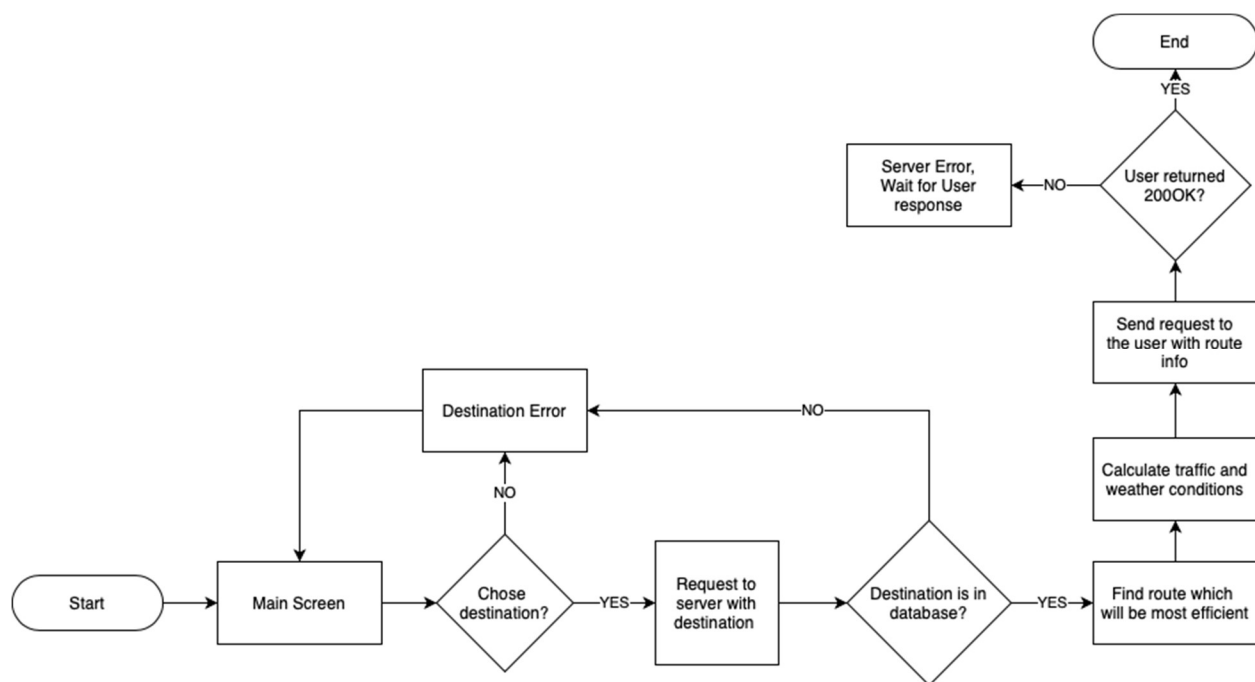 End
YES
User returned
200OK?
NO
Server Error,
Wait for User
response
Send request to
the user with route
info
Destination Error
NO
Calculate traffic and
weather conditions
NO
Start
Main Screen
Chose
destination?
YES
Request to
server with
destination
Destination is in
database?
YES
Find route which
will be most efficient